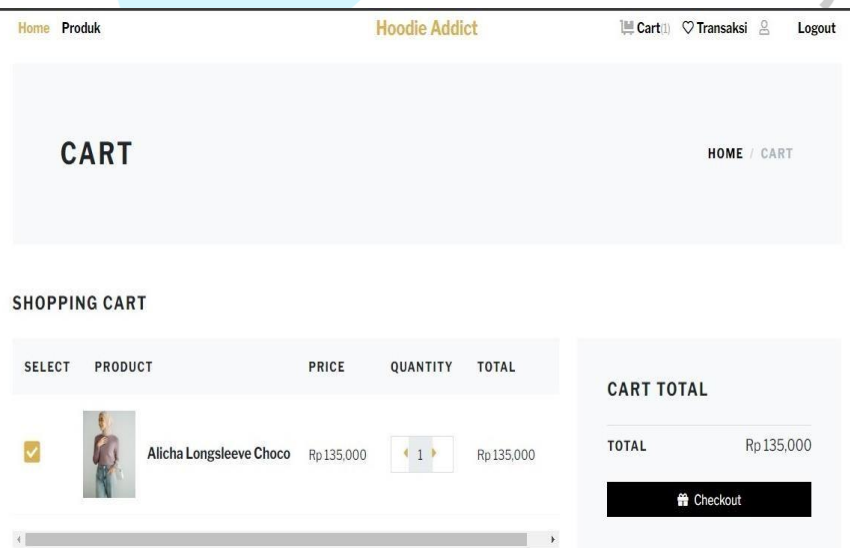 Home Produk Hoodie Addict Cart(1) Transaksi Logout
CART HOME / CART
SHOPPING CART
SELECT PRODUCT PRICE QUANTITY TOTAL
Alicha Longsleeve Choco Rp 135,000 1 Rp 135,000
CART TOTAL
TOTAL Rp 135,000
Checkout